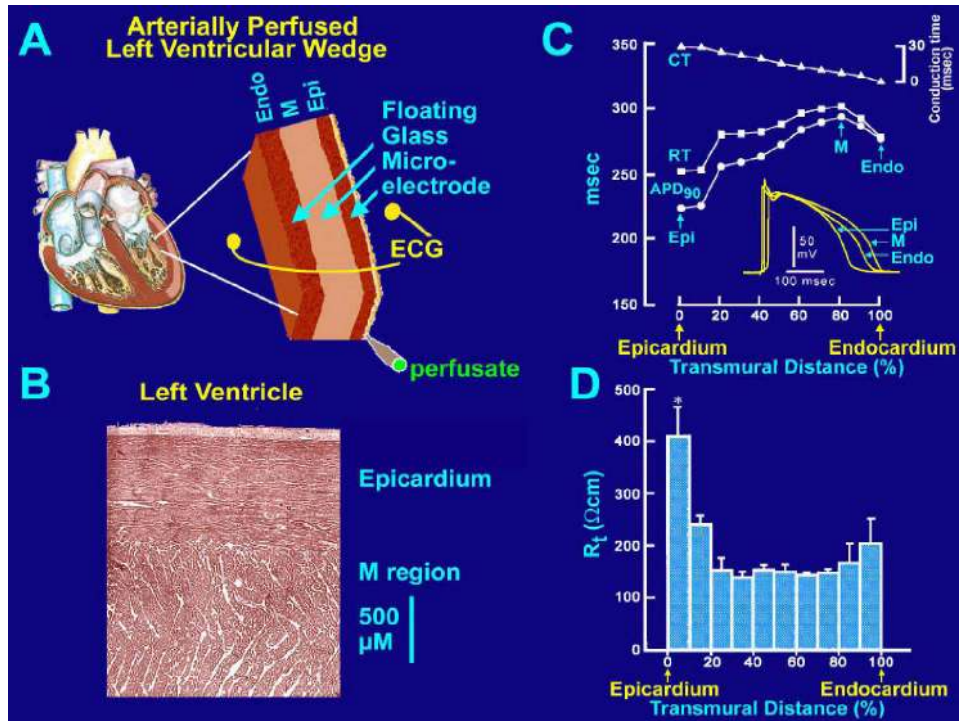 A
Arterially Perfused
Left Ventricular Wedge
Endo
M
Epi
Floating
Glass
Micro-
electrode
ECG
perfusate
B
Left Ventricle
Epicardium
M region
500
µM
C
350
300
250
200
150
msec
CT
30
0
Conduction time
(msec)
RT
APD90
M
Endo
Epi
50
mV
100 msec
Epi
M
Endo
0 20 40 60 80 100
Epicardium Endocardium
Transmural Distance (%)
D
500
400
300
200
100
0
Rt (Ωcm)
*
0 20 40 60 80 100
Epicardium Endocardium
Transmural Distance (%)